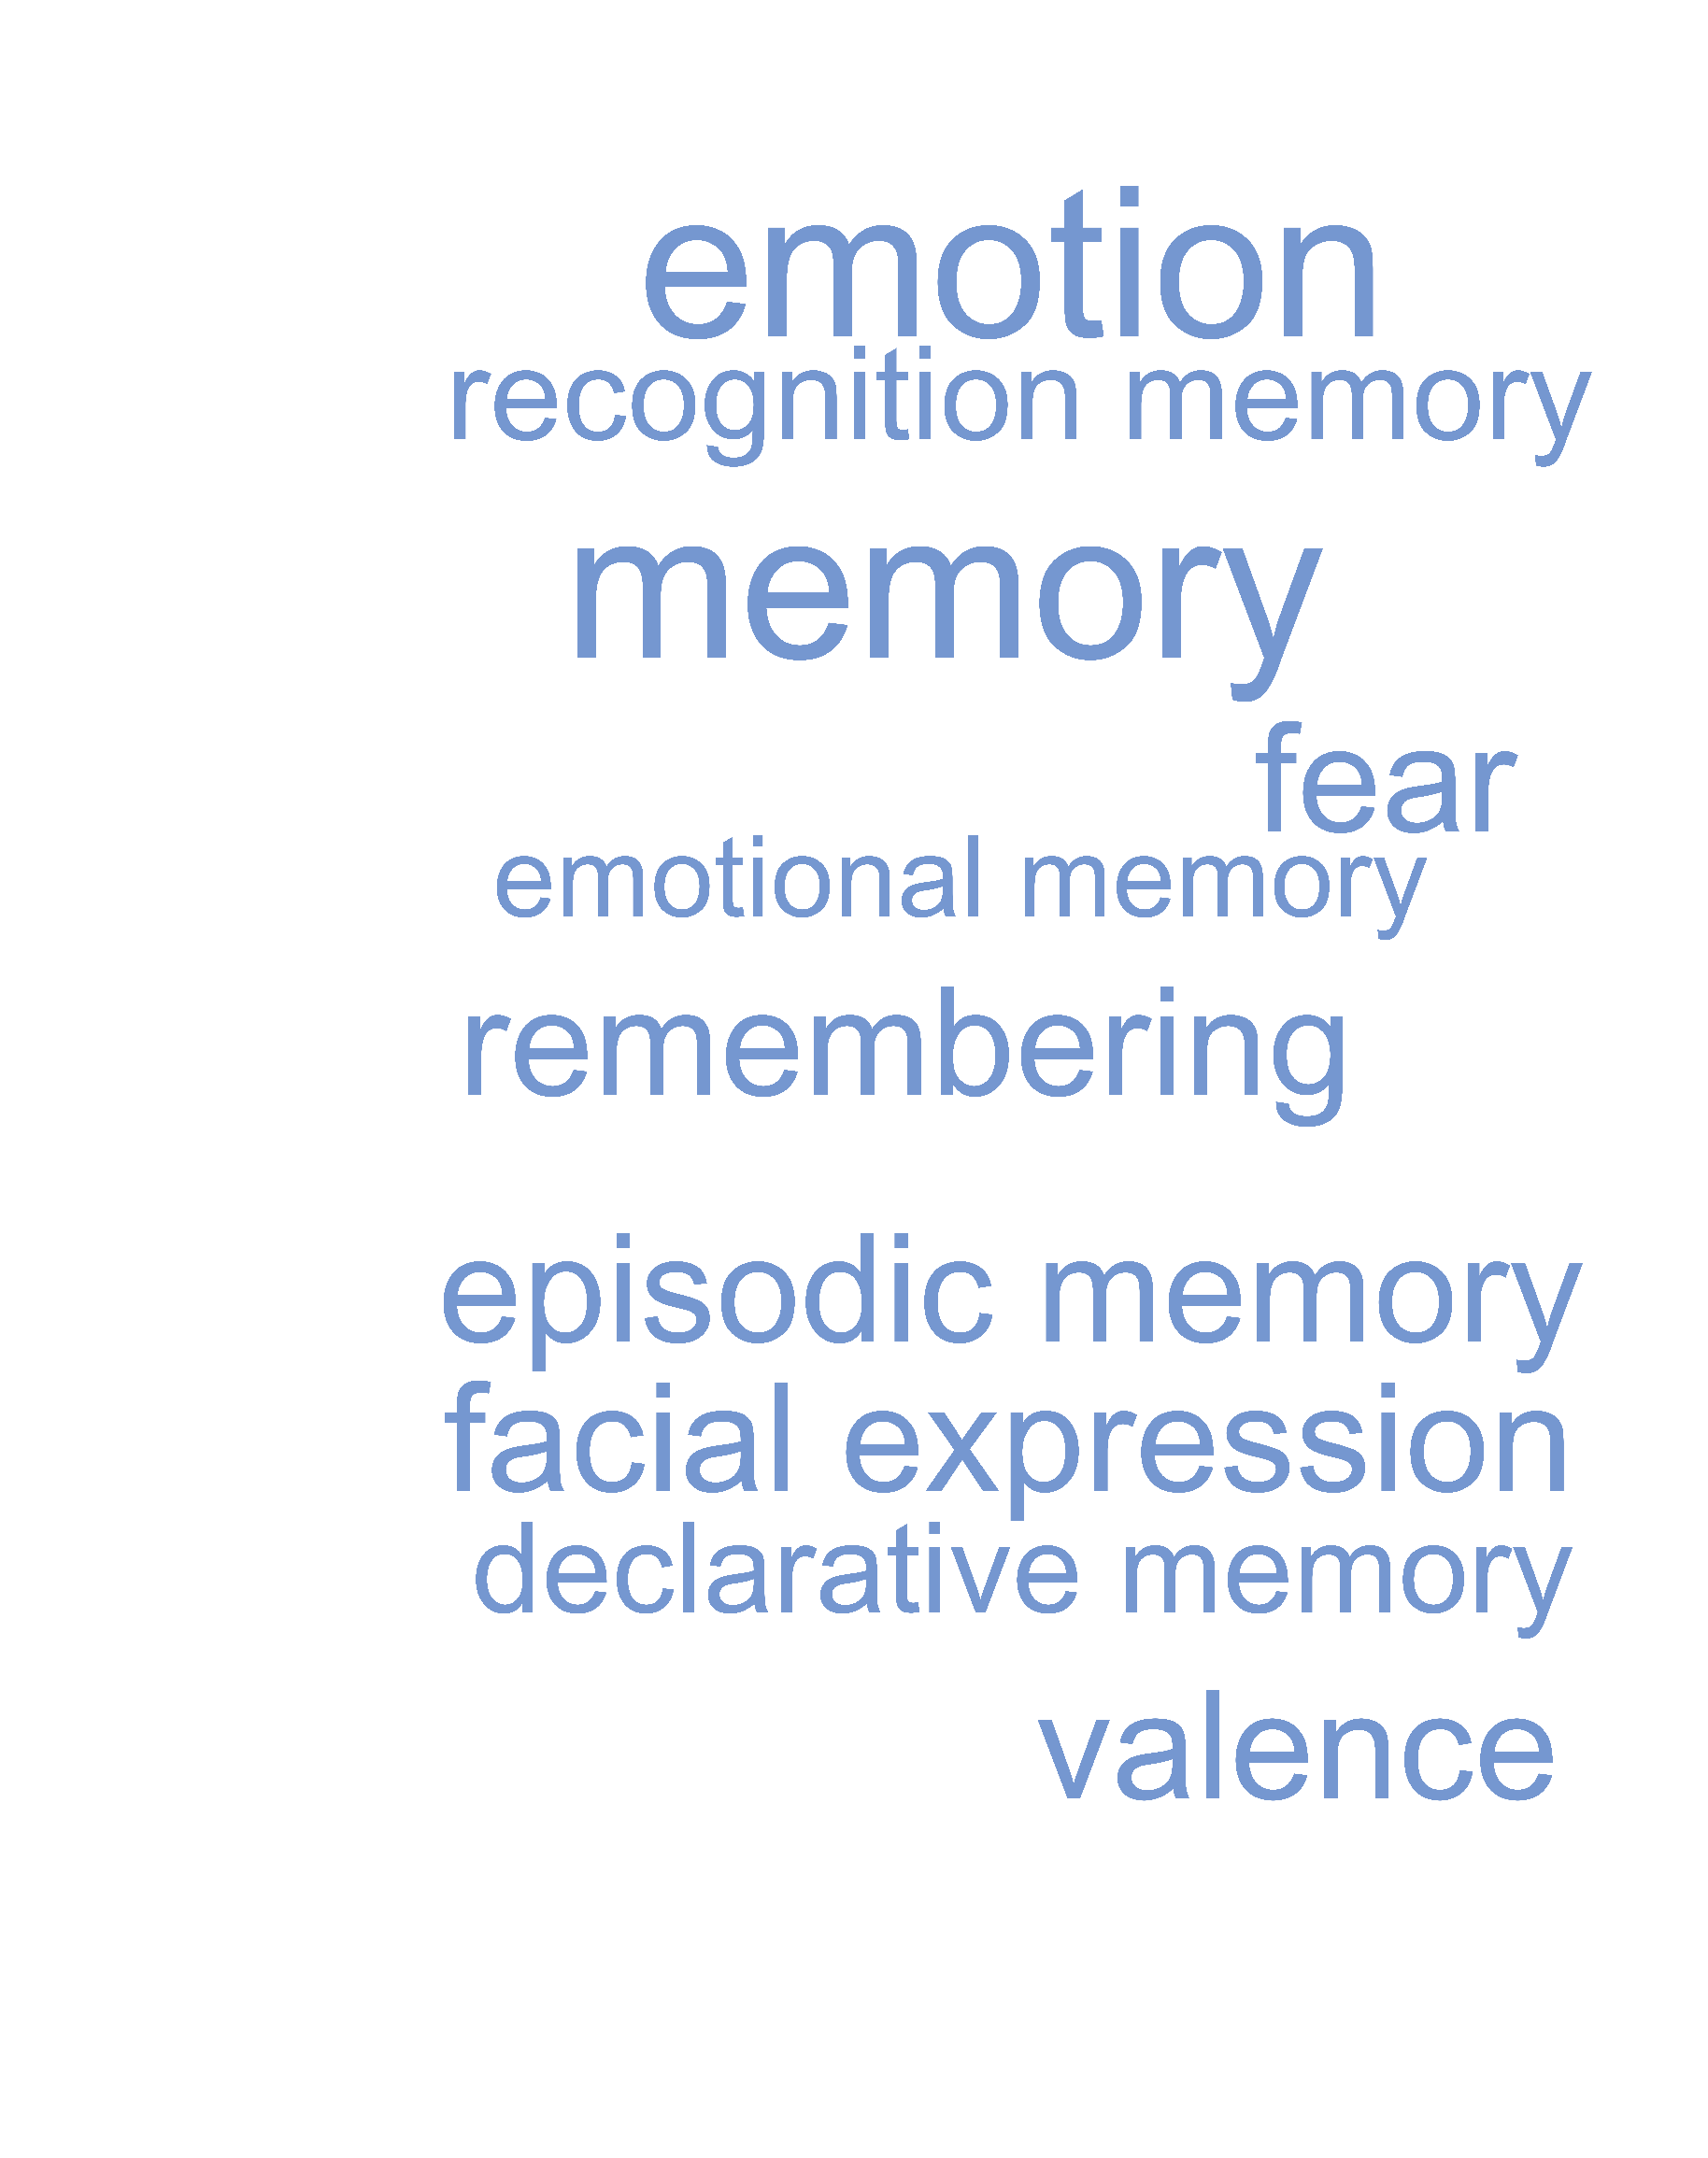 emotion
recognition memory
memory
fear
emotional memory
remembering
episodic memory
facial expression
declarative memory
valence